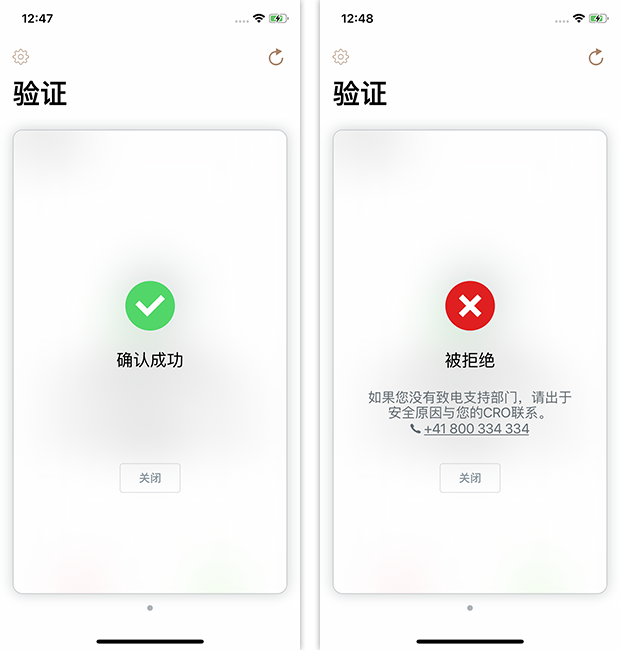 12:47
验证
确认成功
关闭
12:48
验证
被拒绝
如果您没有致电支持部门，请出于
安全原因与您的CRO联系。
+41 800 334 334
关闭